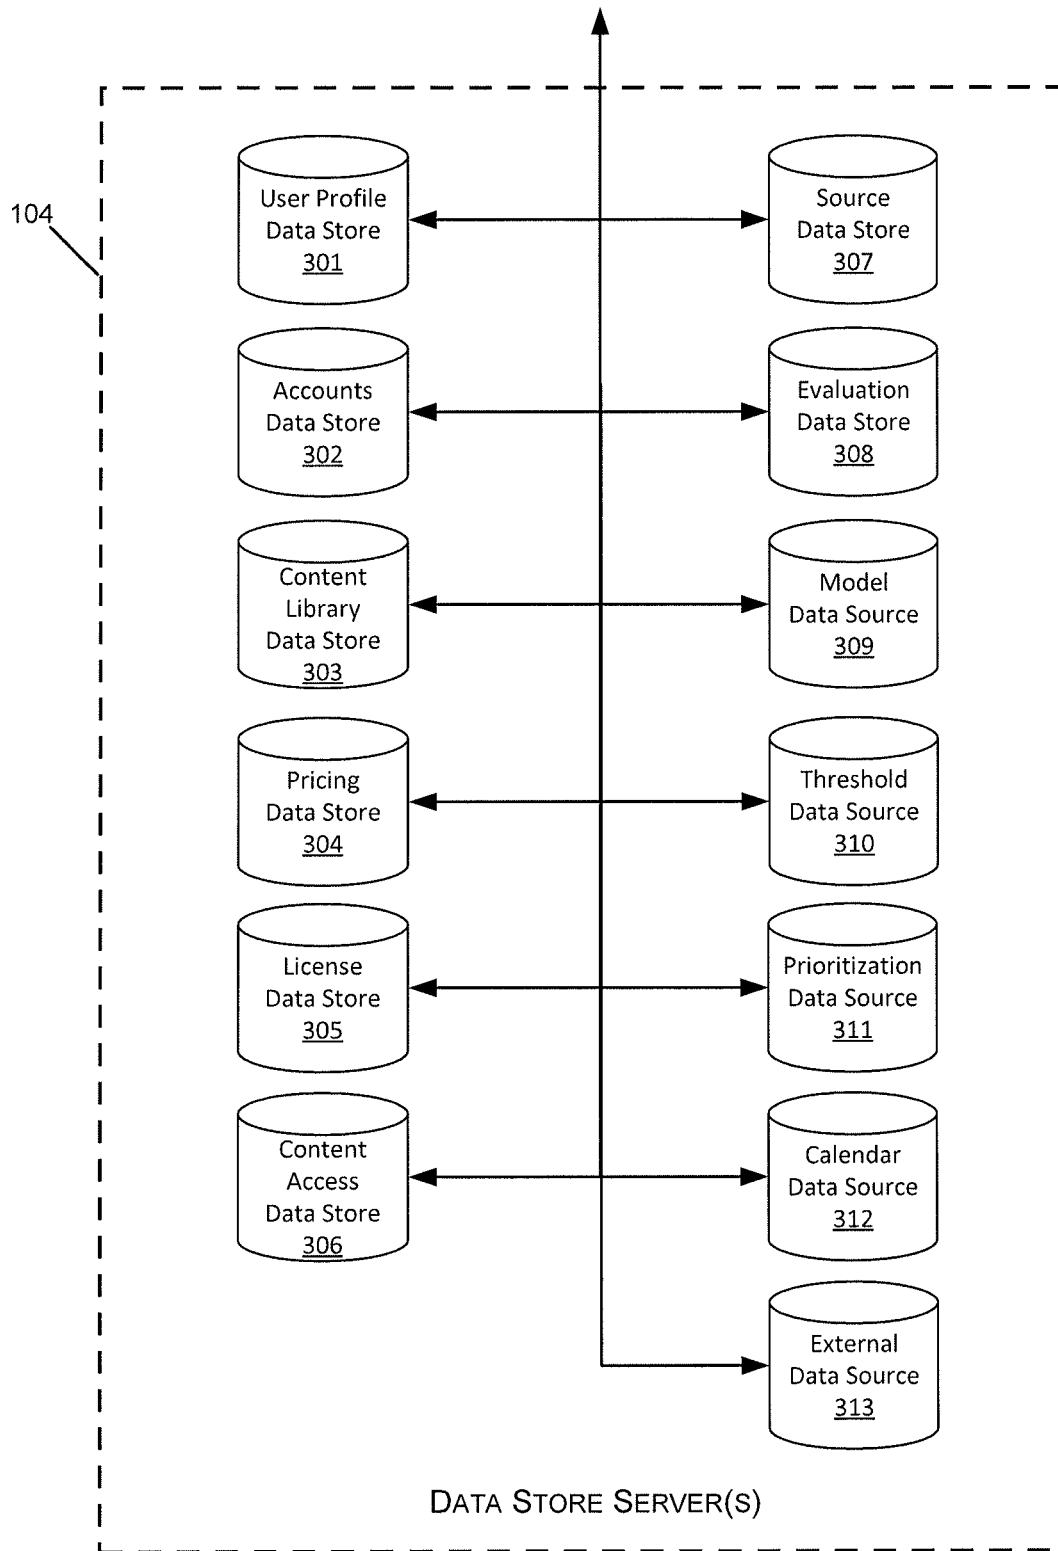 104
User Profile
Data Store
301
Accounts
Data Store
302
Content
Library
Data Store
303
Pricing
Data Store
304
License
Data Store
305
Content
Access
Data Store
306
Source
Data Store
307
Evaluation
Data Store
308
Model
Data Source
309
Threshold
Data Source
310
Prioritization
Data Source
311
Calendar
Data Source
312
External
Data Source
313
DATA STORE SERVER(S)